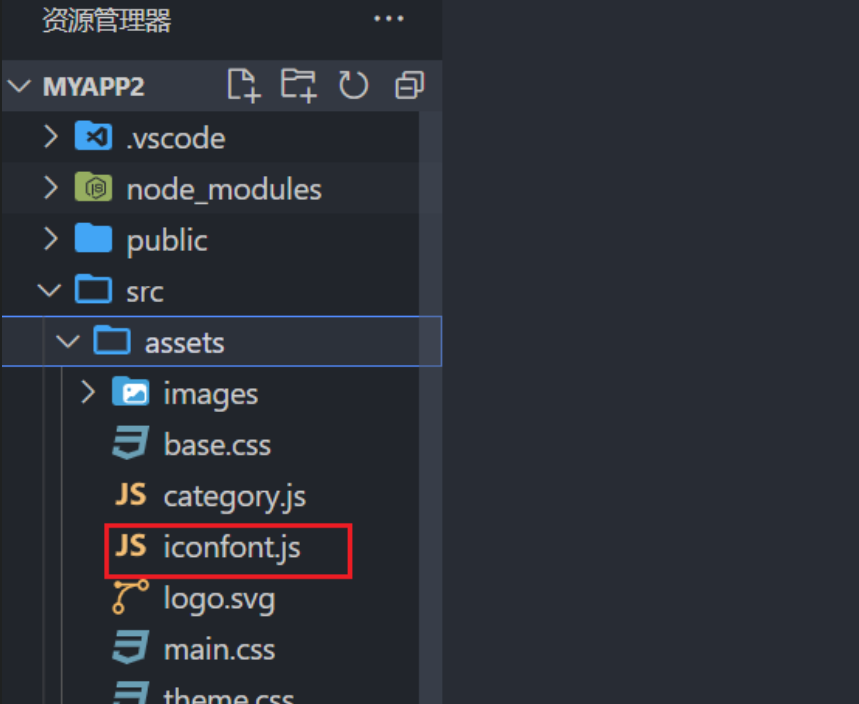 资源管理器
MYAPP2
.vscode
node_modules
public
src
assets
images
base.css
JS category.js
JS iconfont.js
logo.svg
main.css
theme.css